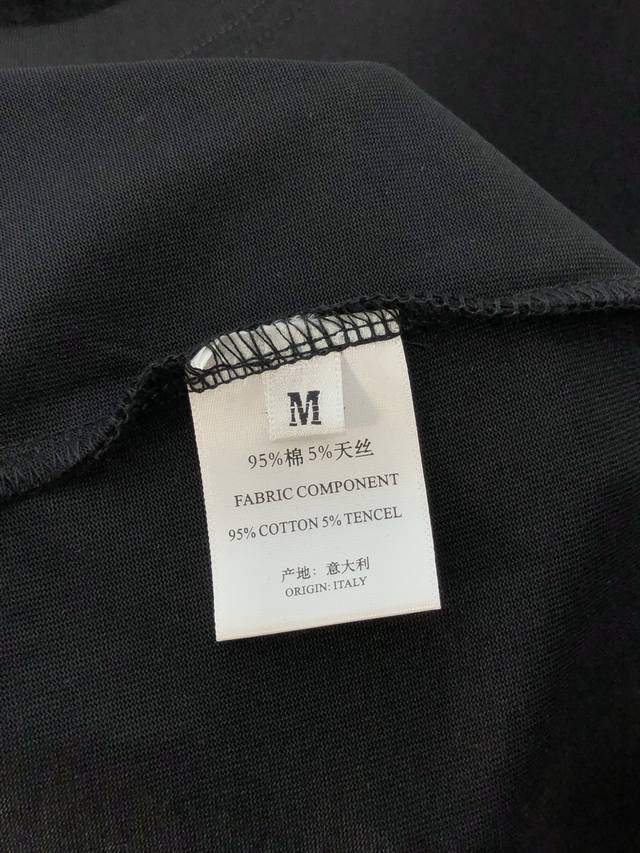 M
95%棉 5%天丝
FABRIC COMPONENT
95% COTTON 5% TENCEL
产地：意大利
ORIGIN: ITALY